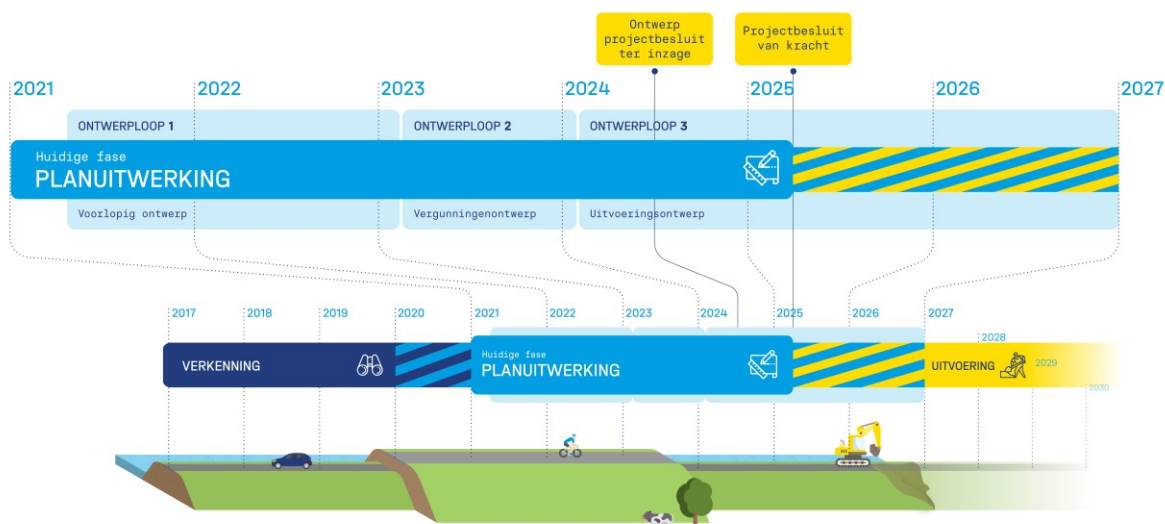 Ontwerp
projectbesluit
ter inzage
Projectbesluit
van kracht
2021
2022
2023
2024
2025
2026
2027
ONTWERPLOOP 1
ONTWERPLOOP 2
ONTWERPLOOP 3
Huidige fase
PLANUITWERKING
Voorlopig ontwerp
Vergunningenontwerp
Uitvoeringsontwerp
2017
2018
2019
2020
2021
2022
2023
2024
2025
2026
2027
2028
2029
2030
VERKENNING
Huidige fase
PLANUITWERKING
UITVOERING